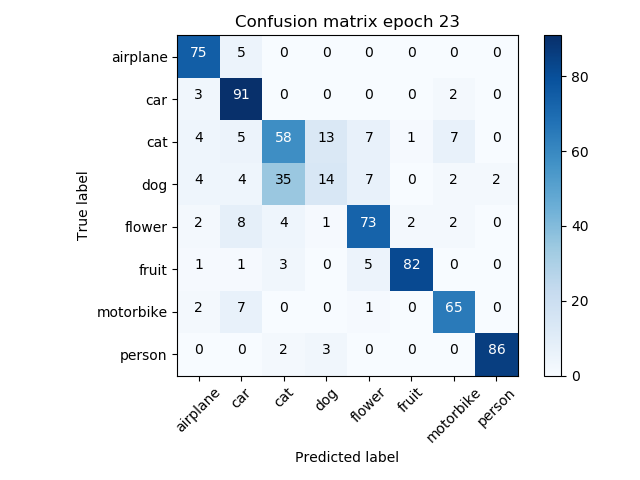 Confusion matrix epoch 23
True label
airplane 75 5 0 0 0 0 0 0
car 3 91 0 0 0 0 2 0
cat 4 5 58 13 7 1 7 0
dog 4 4 35 14 7 0 2 2
flower 2 8 4 1 73 2 2 0
fruit 1 1 3 0 5 82 0 0
motorbike 2 7 0 0 1 0 65 0
person 0 0 2 3 0 0 0 86
airplane car cat dog flower fruit motorbike person
Predicted label
80
60
40
20
0